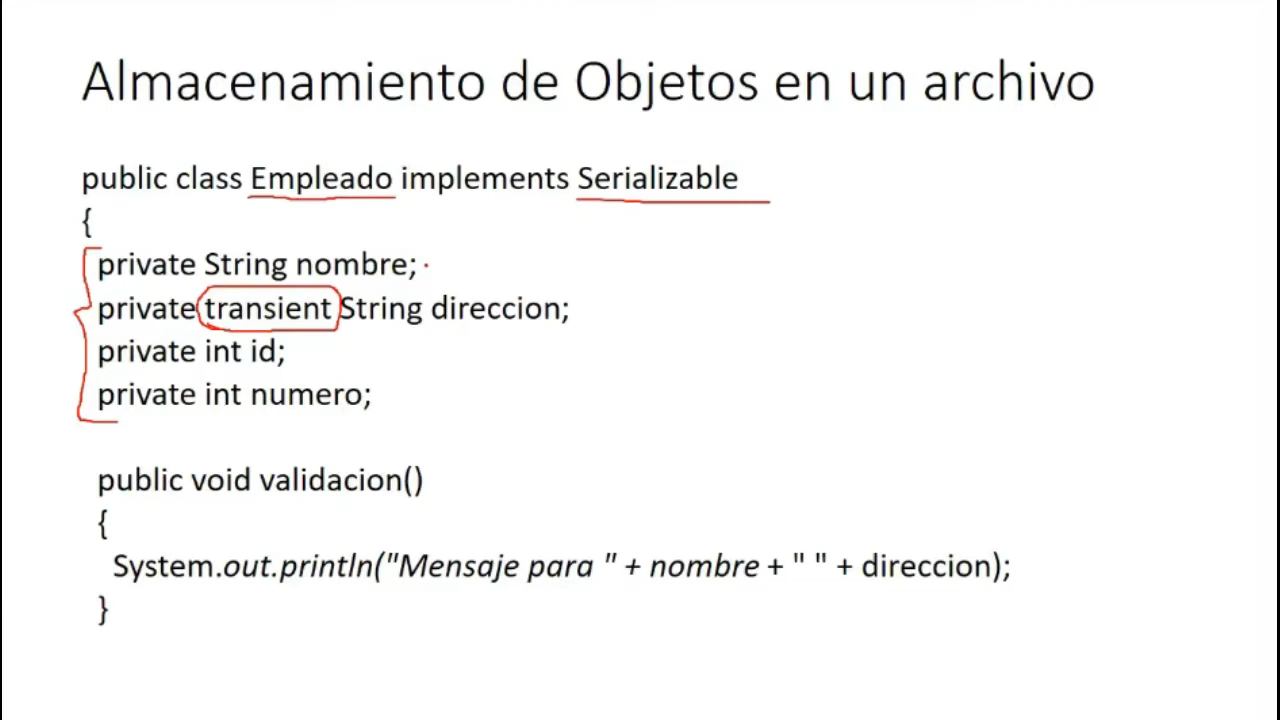 Almacenamiento de Objetos en un archivo
public class Empleado implements Serializable
{
private String nombre;
private transient String direccion;
private int id;
private int numero;
public void validacion()
{
System.out.println("Mensaje para " + nombre + " " + direccion);
}